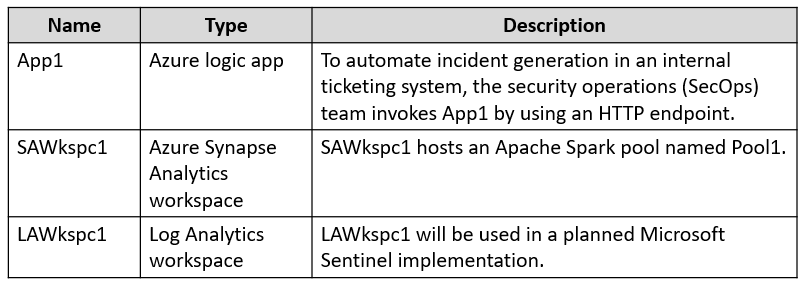 Name Type Description
App1 Azure logic app To automate incident generation in an internal
ticketing system, the security operations (SecOps)
team invokes App1 by using an HTTP endpoint.
SAWkspc1 Azure Synapse SAWkspc1 hosts an Apache Spark pool named Pool1.
Analytics
workspace
LAWkspc1 Log Analytics LAWkspc1 will be used in a planned Microsoft
workspace Sentinel implementation.